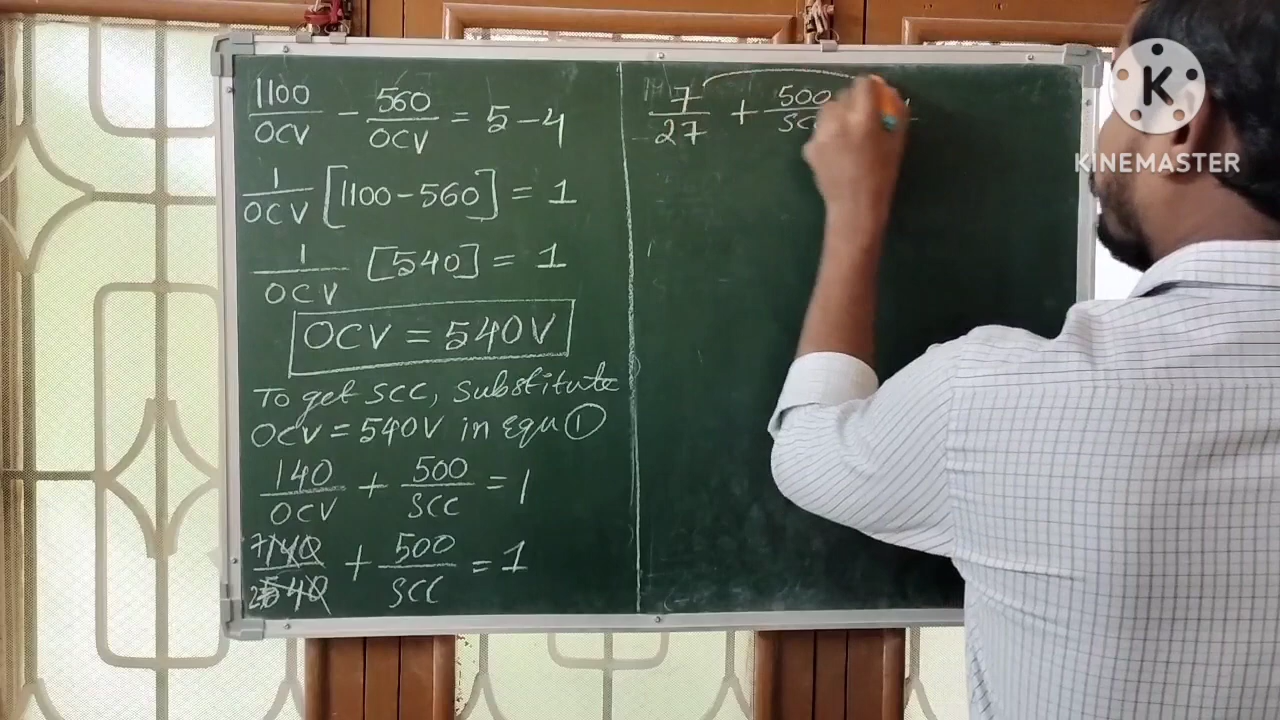 1100/OCV - 560/OCV = 5 - 4
1/OCV [1100 - 560] = 1
1/OCV [540] = 1
OCV = 540V
To get SCC, substitute
OCV = 540V in equ ①
140/OCV + 500/SCC = 1
140/540 + 500/SCC = 1
7
27
7/27 + 500/
K
KINEMASTER